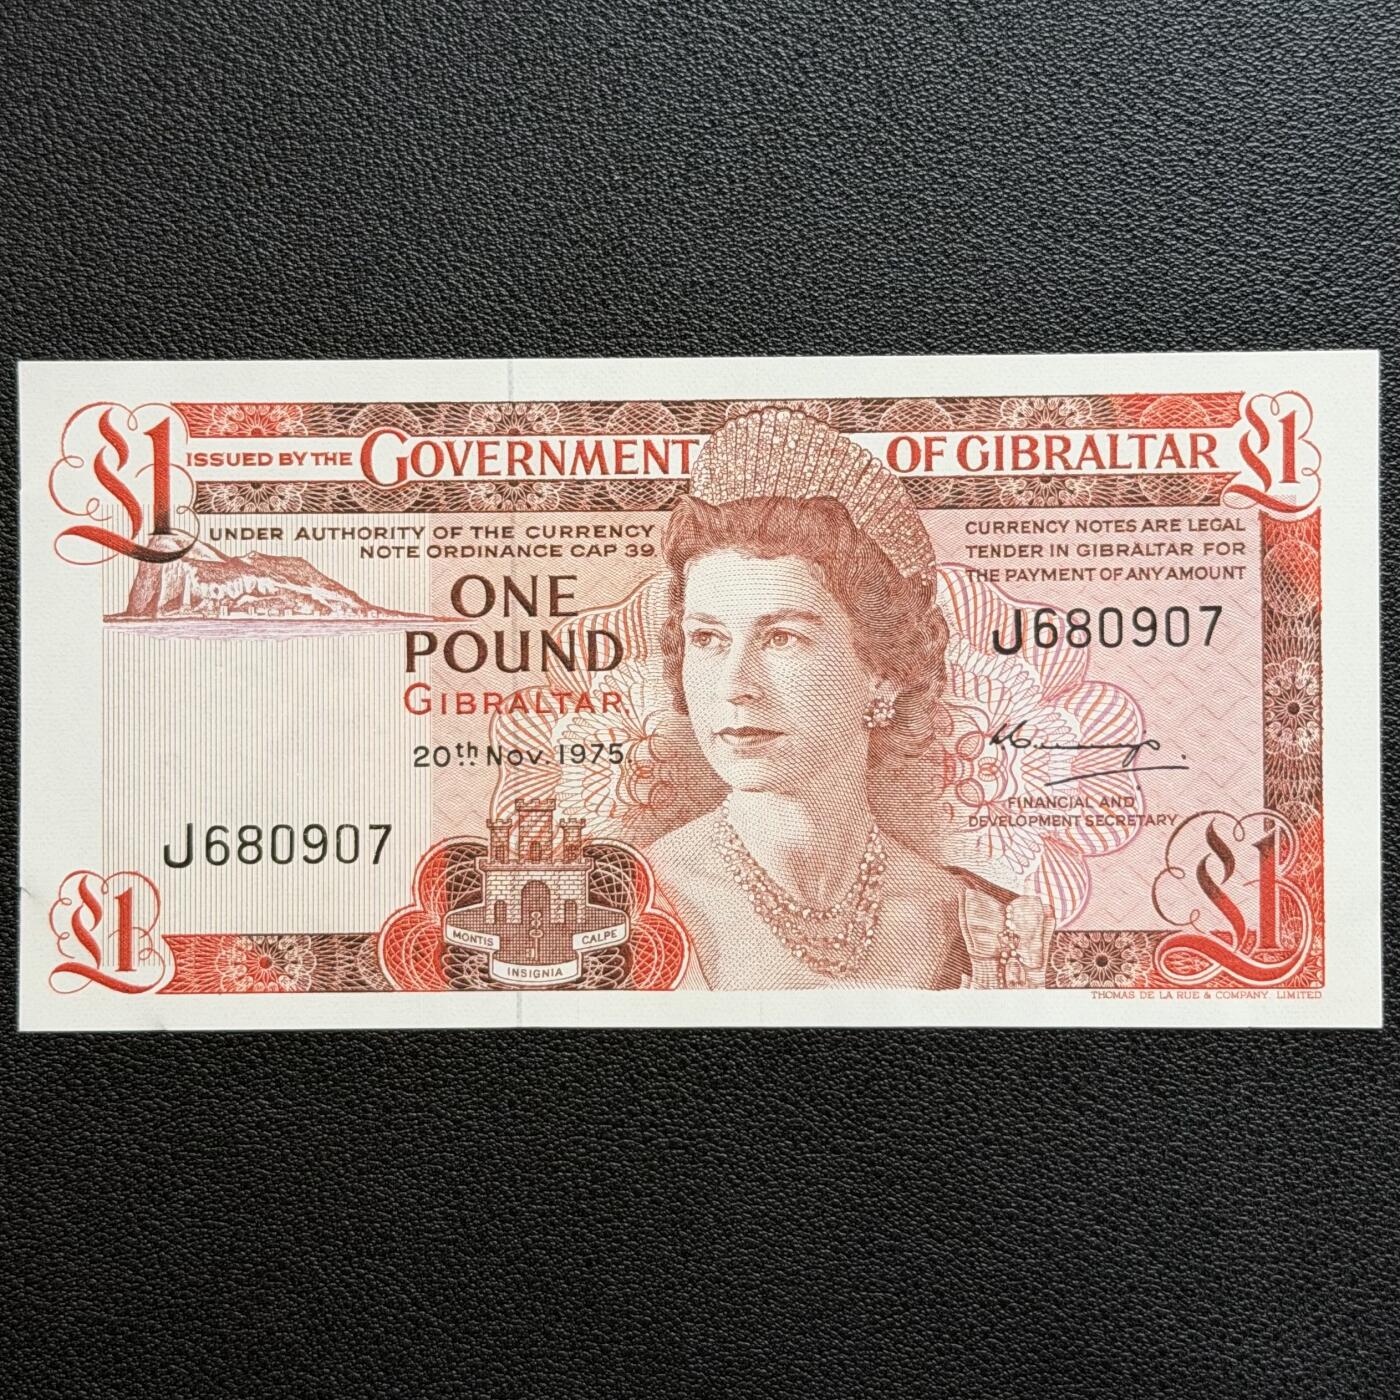 £1 ISSUED BY THE GOVERNMENT OF GIBRALTAR £1
UNDER AUTHORITY OF THE CURRENCY
NOTE ORDINANCE CAP 39.
CURRENCY NOTES ARE LEGAL
TENDER IN GIBRALTAR FOR
THE PAYMENT OF ANY AMOUNT
ONE
POUND
GIBRALTAR.
20th Nov. 1975.
J680907
FINANCIAL AND
DEVELOPMENT SECRETARY
J680907
£1
MONTIS CALPE
INSIGNIA
£1
THOMAS DE LA RUE & COMPANY. LIMITED